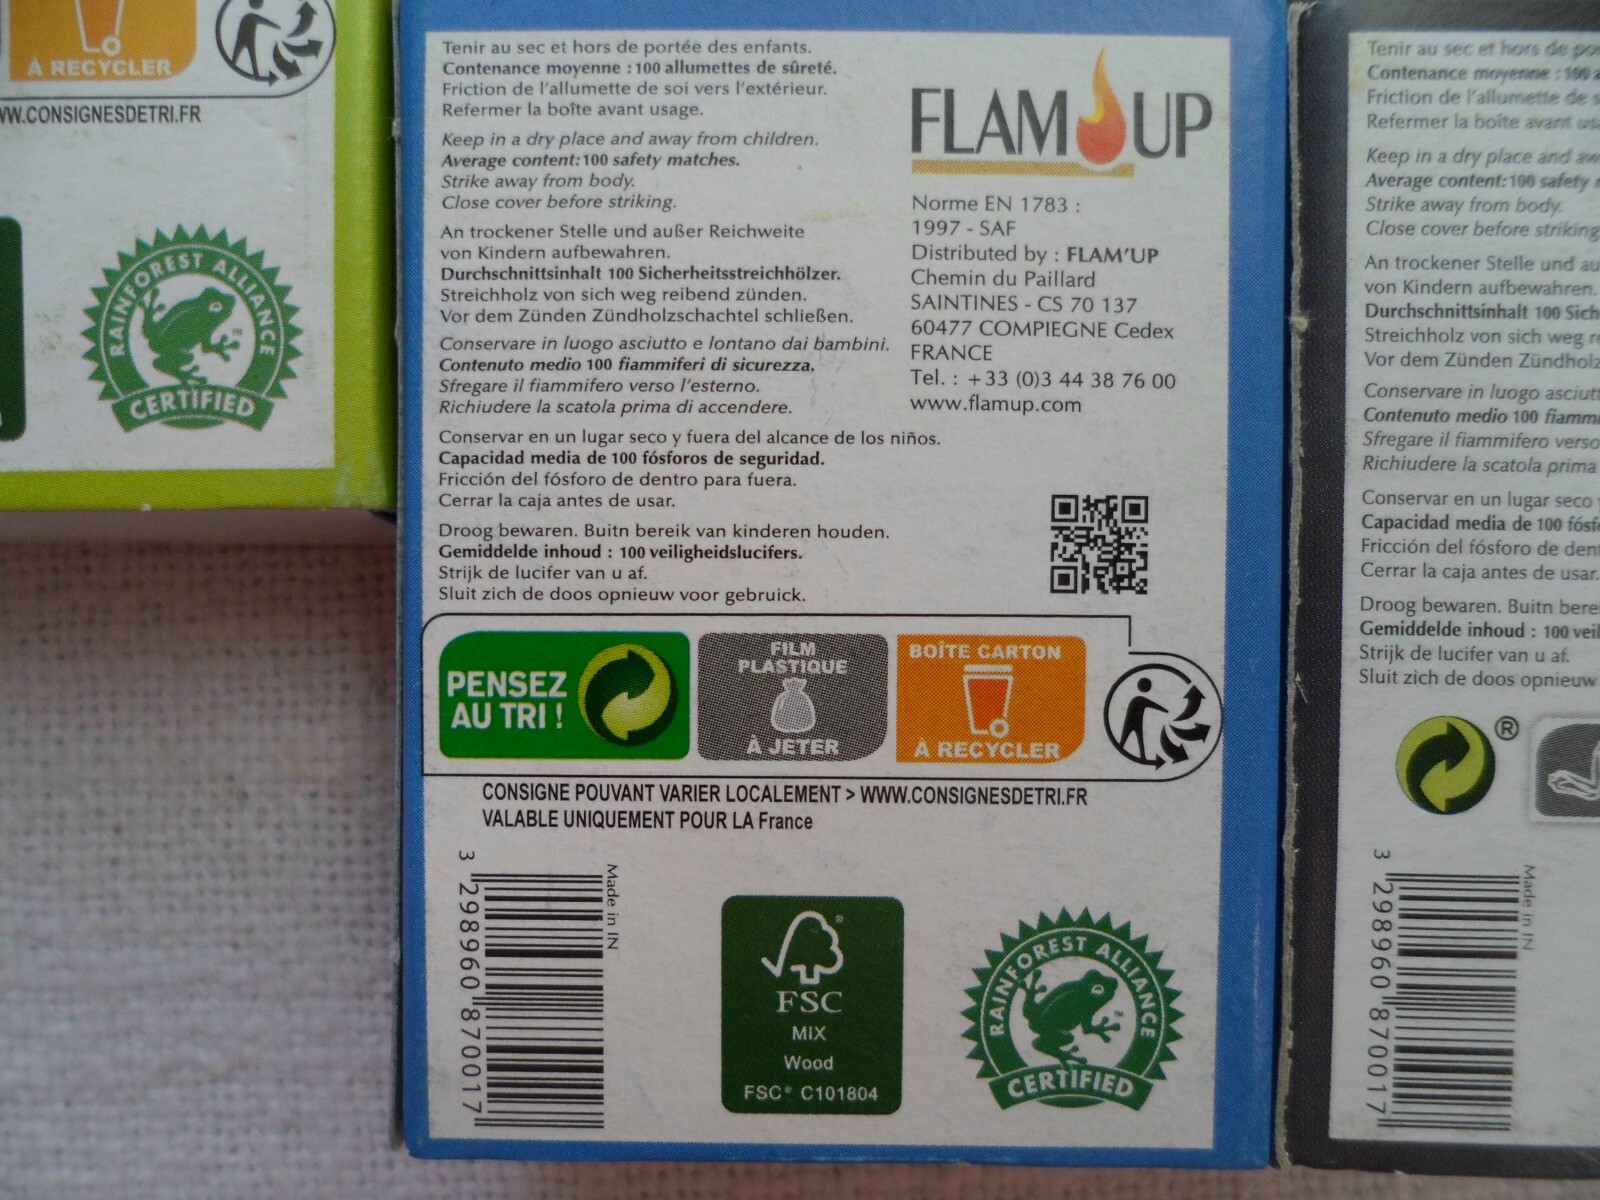 À RECYCLER
WW.CONSIGNESDETRI.FR
RAINFOREST ALLIANCE
™
CERTIFIED
Tenir au sec et hors de portée des enfants.
Contenance moyenne : 100 allumettes de sûreté.
Friction de l'allumette de soi vers l'extérieur.
Refermer la boîte avant usage.
Keep in a dry place and away from children.
Average content: 100 safety matches.
Strike away from body.
Close cover before striking.
An trockener Stelle und außer Reichweite
von Kindern aufbewahren.
Durchschnittsinhalt 100 Sicherheitsstreichhölzer.
Streichholz von sich weg reibend zünden.
Vor dem Zünden Zündholzschachtel schließen.
Conservare in luogo asciutto e lontano dai bambini.
Contenuto medio 100 fiammiferi di sicurezza.
Sfregare il fiammifero verso l'esterno.
Richiudere la scatola prima di accendere.
Conservar en un lugar seco y fuera del alcance de los niños.
Capacidad media de 100 fósforos de seguridad.
Fricción del fósforo de dentro para fuera.
Cerrar la caja antes de usar.
Droog bewaren. Buitn bereik van kinderen houden.
Gemiddelde inhoud : 100 veiligheidslucifers.
Strijk de lucifer van u af.
Sluit zich de doos opnieuw voor gebruick.
FLAM UP
Norme EN 1783 :
1997 - SAF
Distributed by : FLAM'UP
Chemin du Paillard
SAINTINES - CS 70 137
60477 COMPIEGNE Cedex
FRANCE
Tel. : +33 (0)3 44 38 76 00
www.flamup.com
PENSEZ
AU TRI !
FILM
PLASTIQUE
À JETER
BOÎTE CARTON
À RECYCLER
CONSIGNE POUVANT VARIER LOCALEMENT > WWW.CONSIGNESDETRI.FR
VALABLE UNIQUEMENT POUR LA France
3 298960 870017
Made in IN
FSC®
MIX
Wood
FSC® C101804
RAINFOREST ALLIANCE
™
CERTIFIED
Tenir au sec et hors de
Contenance moyenne : 100
Friction de l'allumette de
Refermer la boîte avant
Keep in a dry place and
Average content: 100 safety
Strike away from body.
Close cover before striking
An trockener Stelle und
von Kindern aufbewahren.
Durchschnittsinhalt 100
Streichholz von sich weg
Vor dem Zünden
Conservare in luogo
Contenuto medio 100
Sfregare il fiammifero verso
Richiudere la scatola prima
Conservar en un lugar seco
Capacidad media de 100
Fricción del fósforo de
Cerrar la caja antes de usar.
Droog bewaren. Buitn
Gemiddelde inhoud : 100
Strijk de lucifer van u af.
Sluit zich de doos opnieuw
®
3 298960 870017
Made in IN